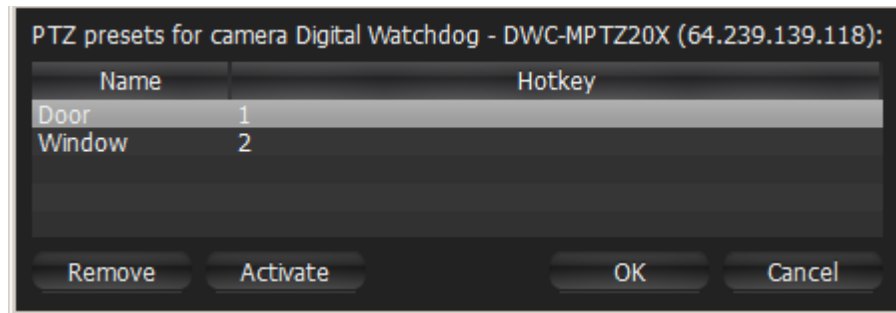 PTZ presets for camera Digital Watchdog - DWC-MPTZ20X (64.239.139.118):
Name Hotkey
Door 1
Window 2
Remove Activate OK Cancel